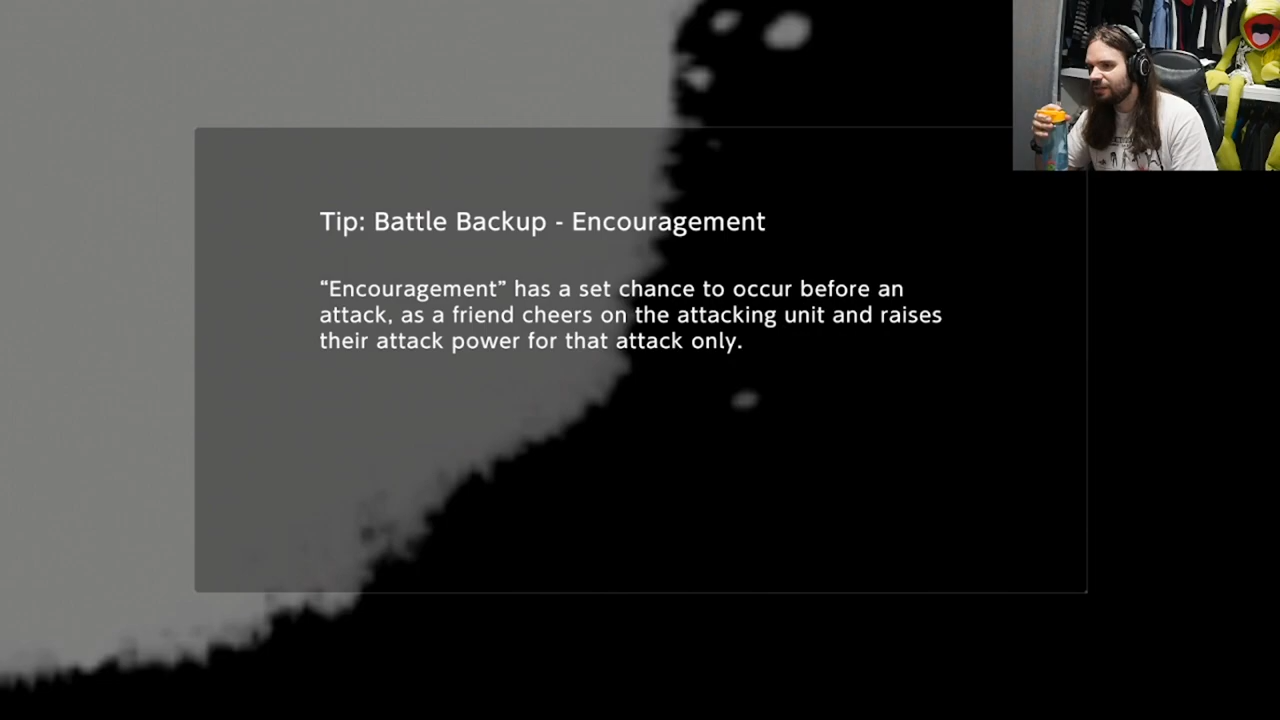 Tip: Battle Backup - Encouragement
“Encouragement” has a set chance to occur before an
attack, as a friend cheers on the attacking unit and raises
their attack power for that attack only.